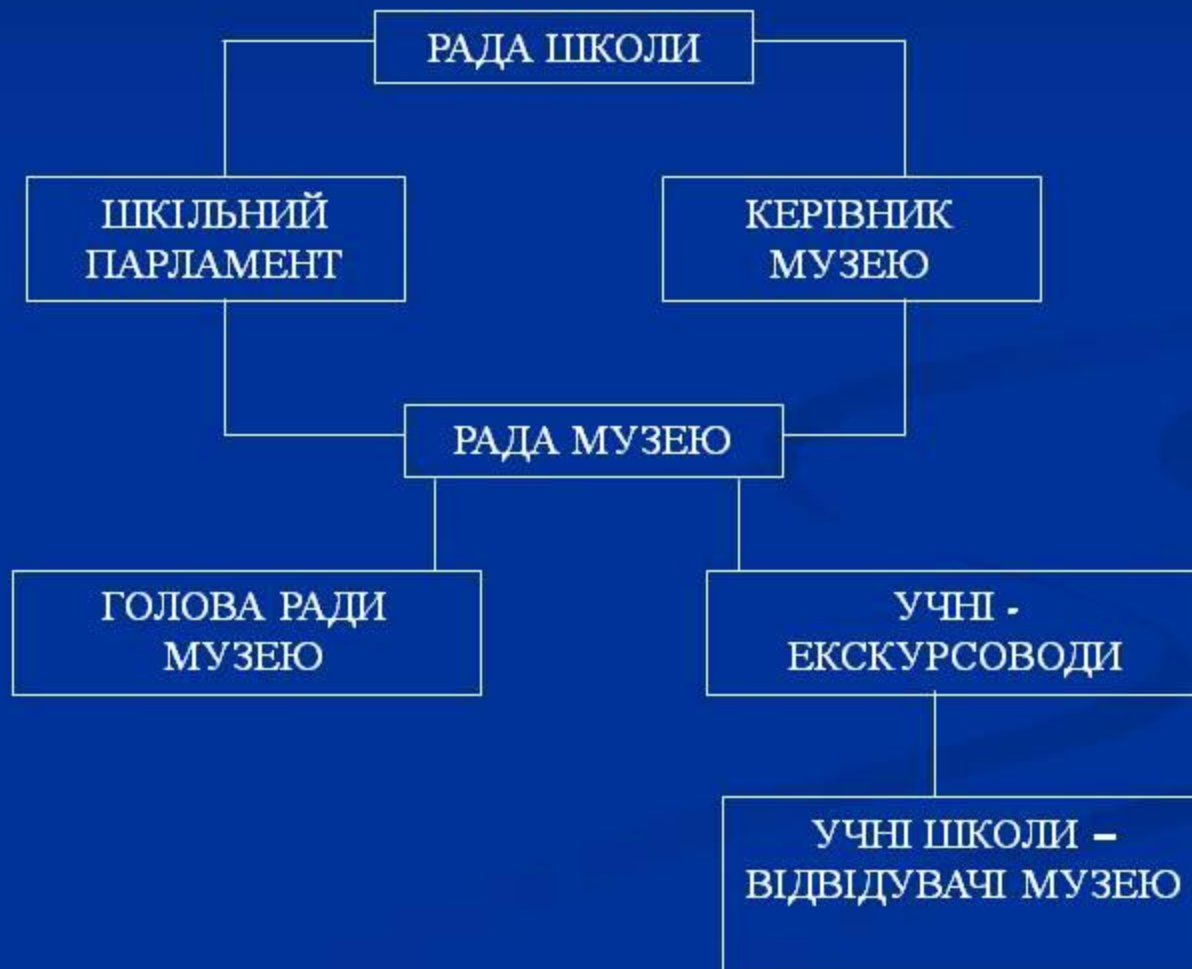 РАДА ШКОЛИ
ШКІЛЬНИЙ
ПАРЛАМЕНТ
КЕРІВНИК
МУЗЕЮ
РАДА МУЗЕЮ
ГОЛОВА РАДИ
МУЗЕЮ
УЧНІ -
ЕКСКУРСОВОДИ
УЧНІ ШКОЛИ –
ВІДВІДУВАЧІ МУЗЕЮ